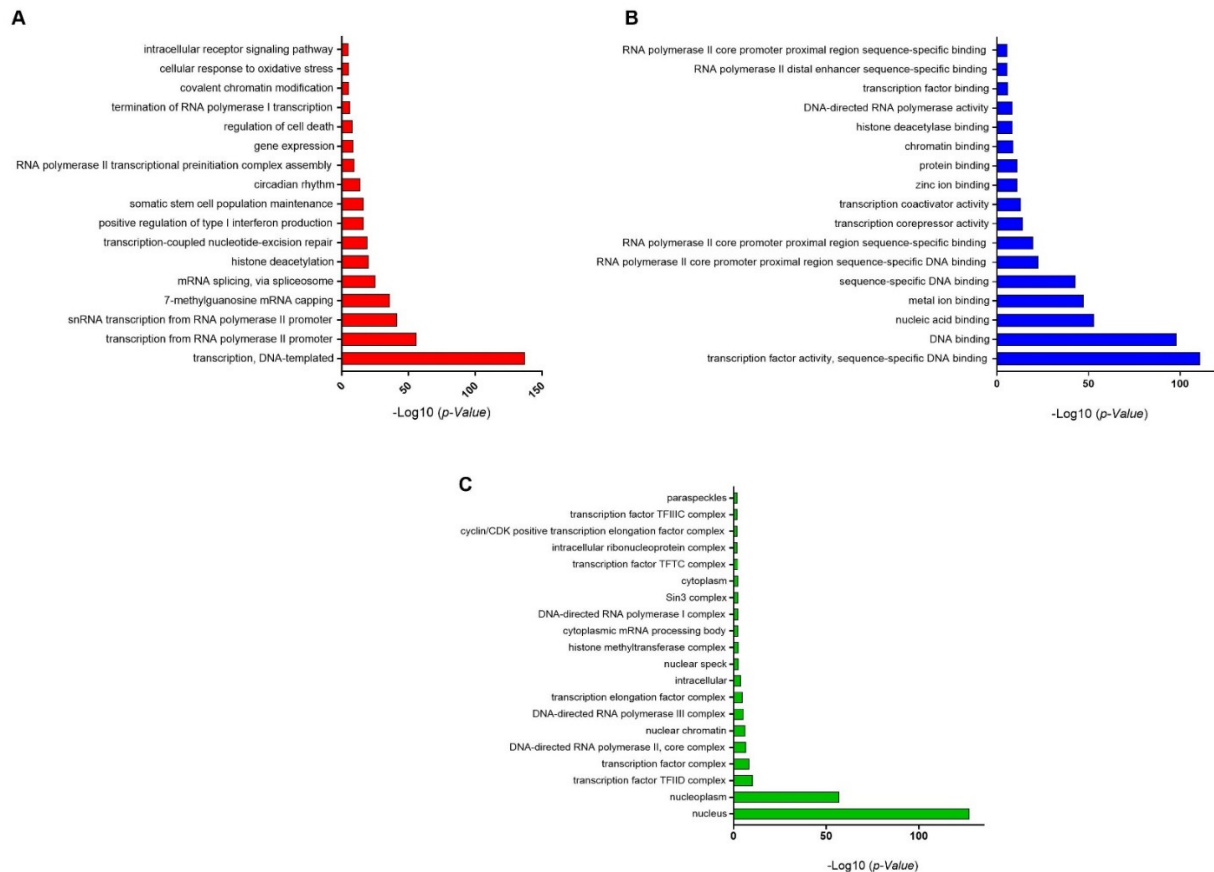 A
intracellular receptor signaling pathway
cellular response to oxidative stress
covalent chromatin modification
termination of RNA polymerase I transcription
regulation of cell death
gene expression
RNA polymerase II transcriptional preinitiation complex assembly
circadian rhythm
somatic stem cell population maintenance
positive regulation of type I interferon production
transcription-coupled nucleotide-excision repair
histone deacetylation
mRNA splicing, via spliceosome
7-methylguanosine mRNA capping
snRNA transcription from RNA polymerase II promoter
transcription from RNA polymerase II promoter
transcription, DNA-templated
0 50 100 150
-Log10 (p-Value)
B
RNA polymerase II core promoter proximal region sequence-specific binding
RNA polymerase II distal enhancer sequence-specific binding
transcription factor binding
DNA-directed RNA polymerase activity
histone deacetylase binding
chromatin binding
protein binding
zinc ion binding
transcription coactivator activity
transcription corepressor activity
RNA polymerase II core promoter proximal region sequence-specific binding
RNA polymerase II core promoter proximal region sequence-specific DNA binding
sequence-specific DNA binding
metal ion binding
nucleic acid binding
DNA binding
transcription factor activity, sequence-specific DNA binding
0 50 100
-Log10 (p-Value)
C
paraspeckles
transcription factor TFIIIC complex
cyclin/CDK positive transcription elongation factor complex
intracellular ribonucleoprotein complex
transcription factor TFTC complex
cytoplasm
Sin3 complex
DNA-directed RNA polymerase I complex
cytoplasmic mRNA processing body
histone methyltransferase complex
nuclear speck
intracellular
transcription elongation factor complex
DNA-directed RNA polymerase III complex
nuclear chromatin
DNA-directed RNA polymerase II, core complex
transcription factor complex
transcription factor TFIID complex
nucleoplasm
nucleus
0 50 100
-Log10 (p-Value)